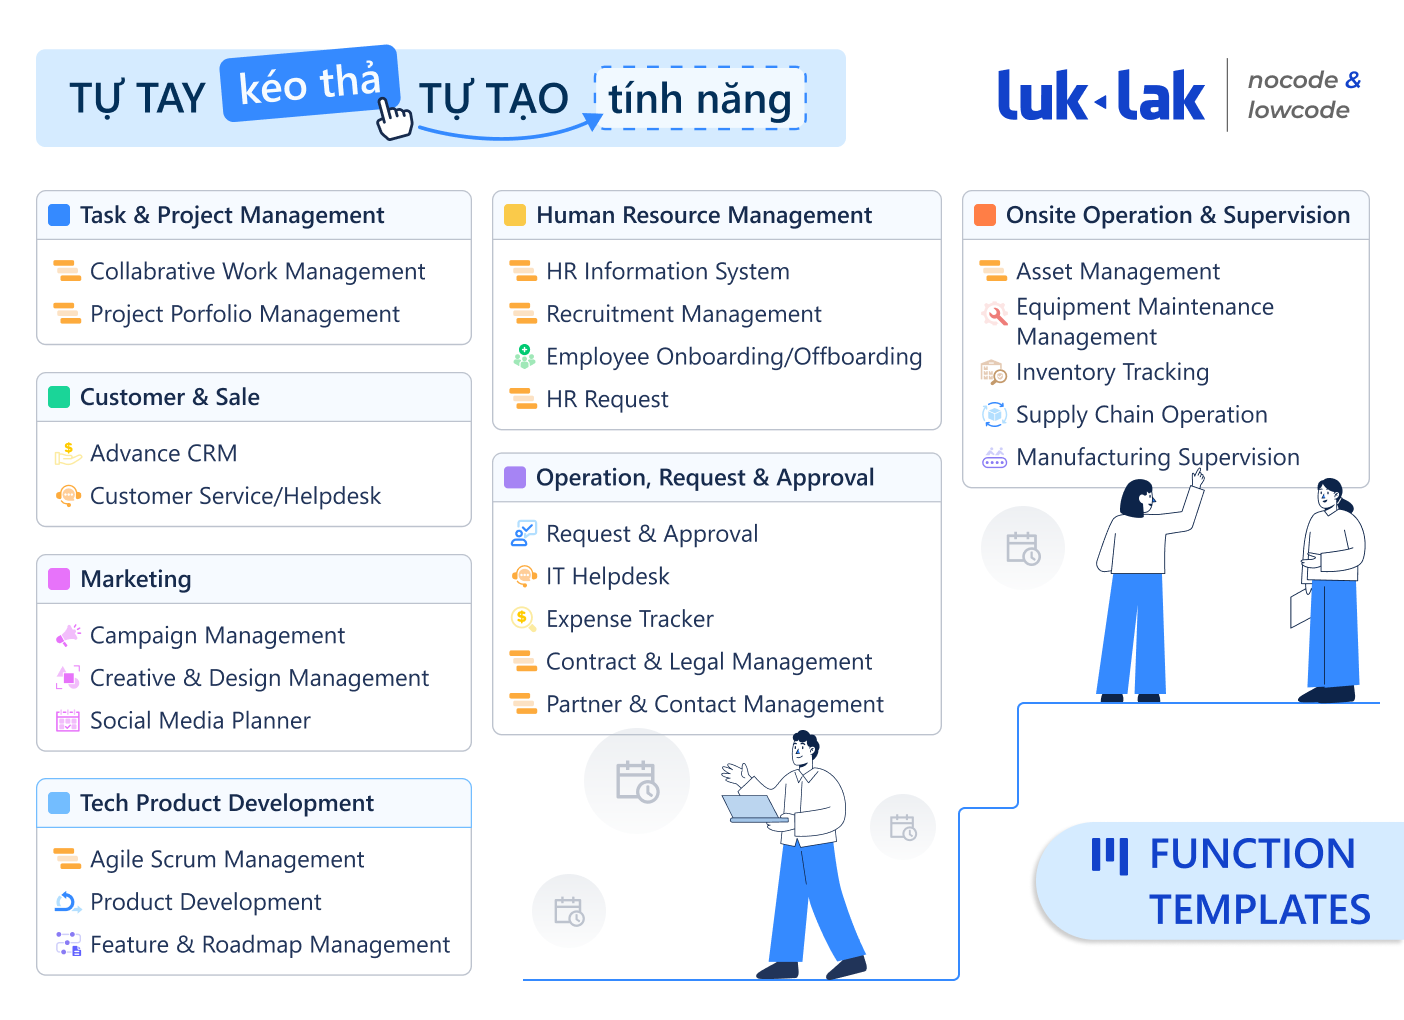 TỰ TAY kéo thả TỰ TẠO tính năng
luk lak
nocode &
lowcode
Task & Project Management
Collabrative Work Management
Project Porfolio Management
Customer & Sale
Advance CRM
Customer Service/Helpdesk
Marketing
Campaign Management
Creative & Design Management
Social Media Planner
Tech Product Development
Agile Scrum Management
Product Development
Feature & Roadmap Management
Human Resource Management
HR Information System
Recruitment Management
Employee Onboarding/Offboarding
HR Request
Operation, Request & Approval
Request & Approval
IT Helpdesk
Expense Tracker
Contract & Legal Management
Partner & Contact Management
Onsite Operation & Supervision
Asset Management
Equipment Maintenance
Management
Inventory Tracking
Supply Chain Operation
Manufacturing Supervision
FUNCTION
TEMPLATES